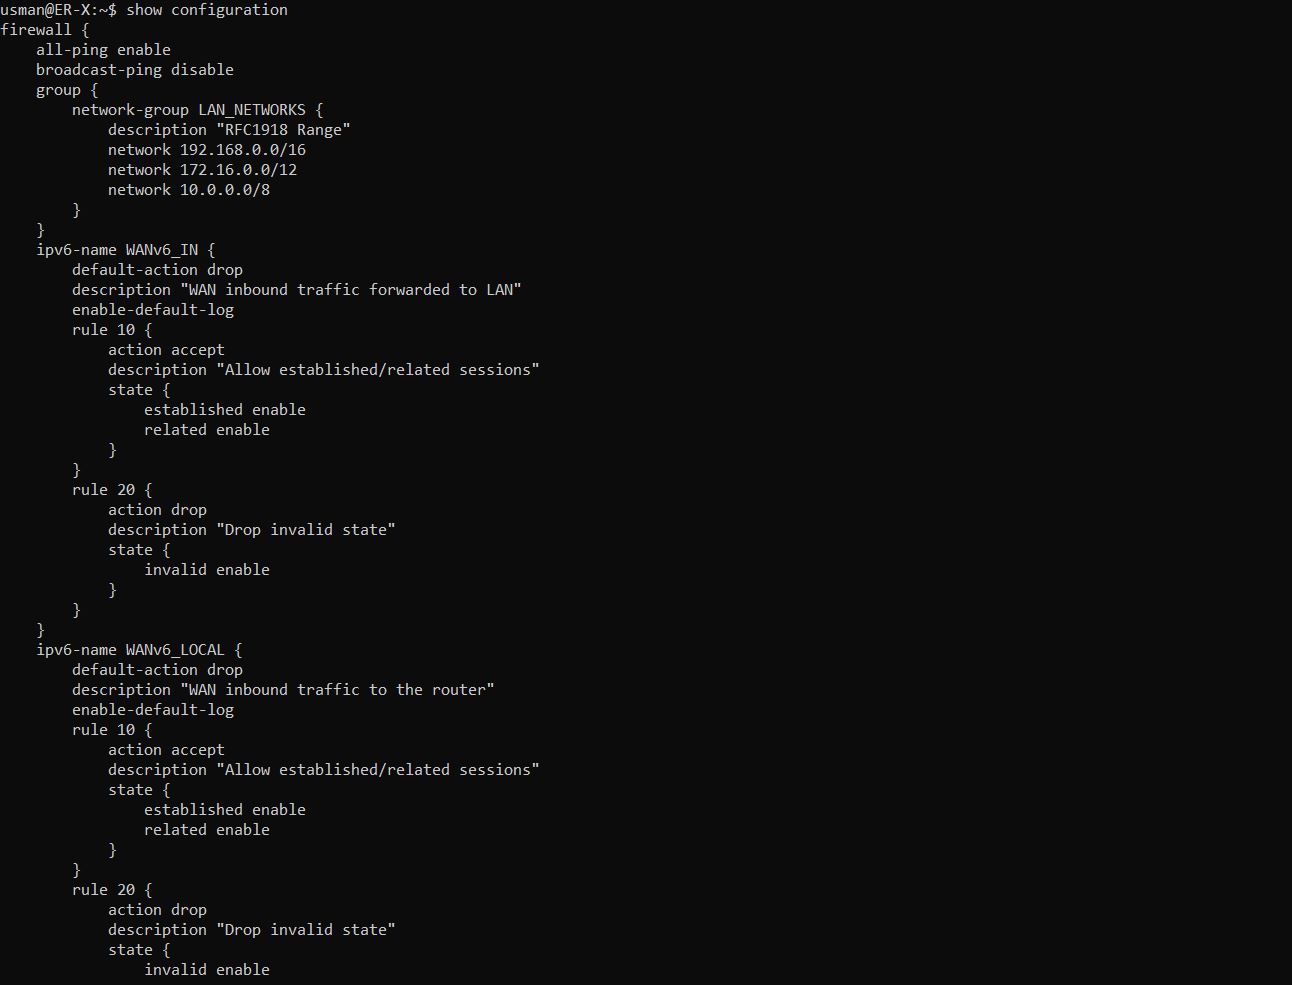 usman@ER-X:~$ show configuration
firewall {
    all-ping enable
    broadcast-ping disable
    group {
        network-group LAN_NETWORKS {
            description "RFC1918 Range"
            network 192.168.0.0/16
            network 172.16.0.0/12
            network 10.0.0.0/8
        }
    }
    ipv6-name WANv6_IN {
        default-action drop
        description "WAN inbound traffic forwarded to LAN"
        enable-default-log
        rule 10 {
            action accept
            description "Allow established/related sessions"
            state {
                established enable
                related enable
            }
        }
        rule 20 {
            action drop
            description "Drop invalid state"
            state {
                invalid enable
            }
        }
    }
    ipv6-name WANv6_LOCAL {
        default-action drop
        description "WAN inbound traffic to the router"
        enable-default-log
        rule 10 {
            action accept
            description "Allow established/related sessions"
            state {
                established enable
                related enable
            }
        }
        rule 20 {
            action drop
            description "Drop invalid state"
            state {
                invalid enable